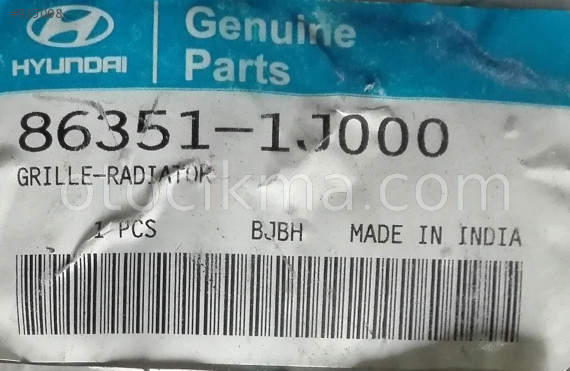 HYUNDAI
Genuine
Parts
86351-1J000
GRILLE-RADIATOR
otocikma.com
1 PCS BJBH MADE IN INDIA